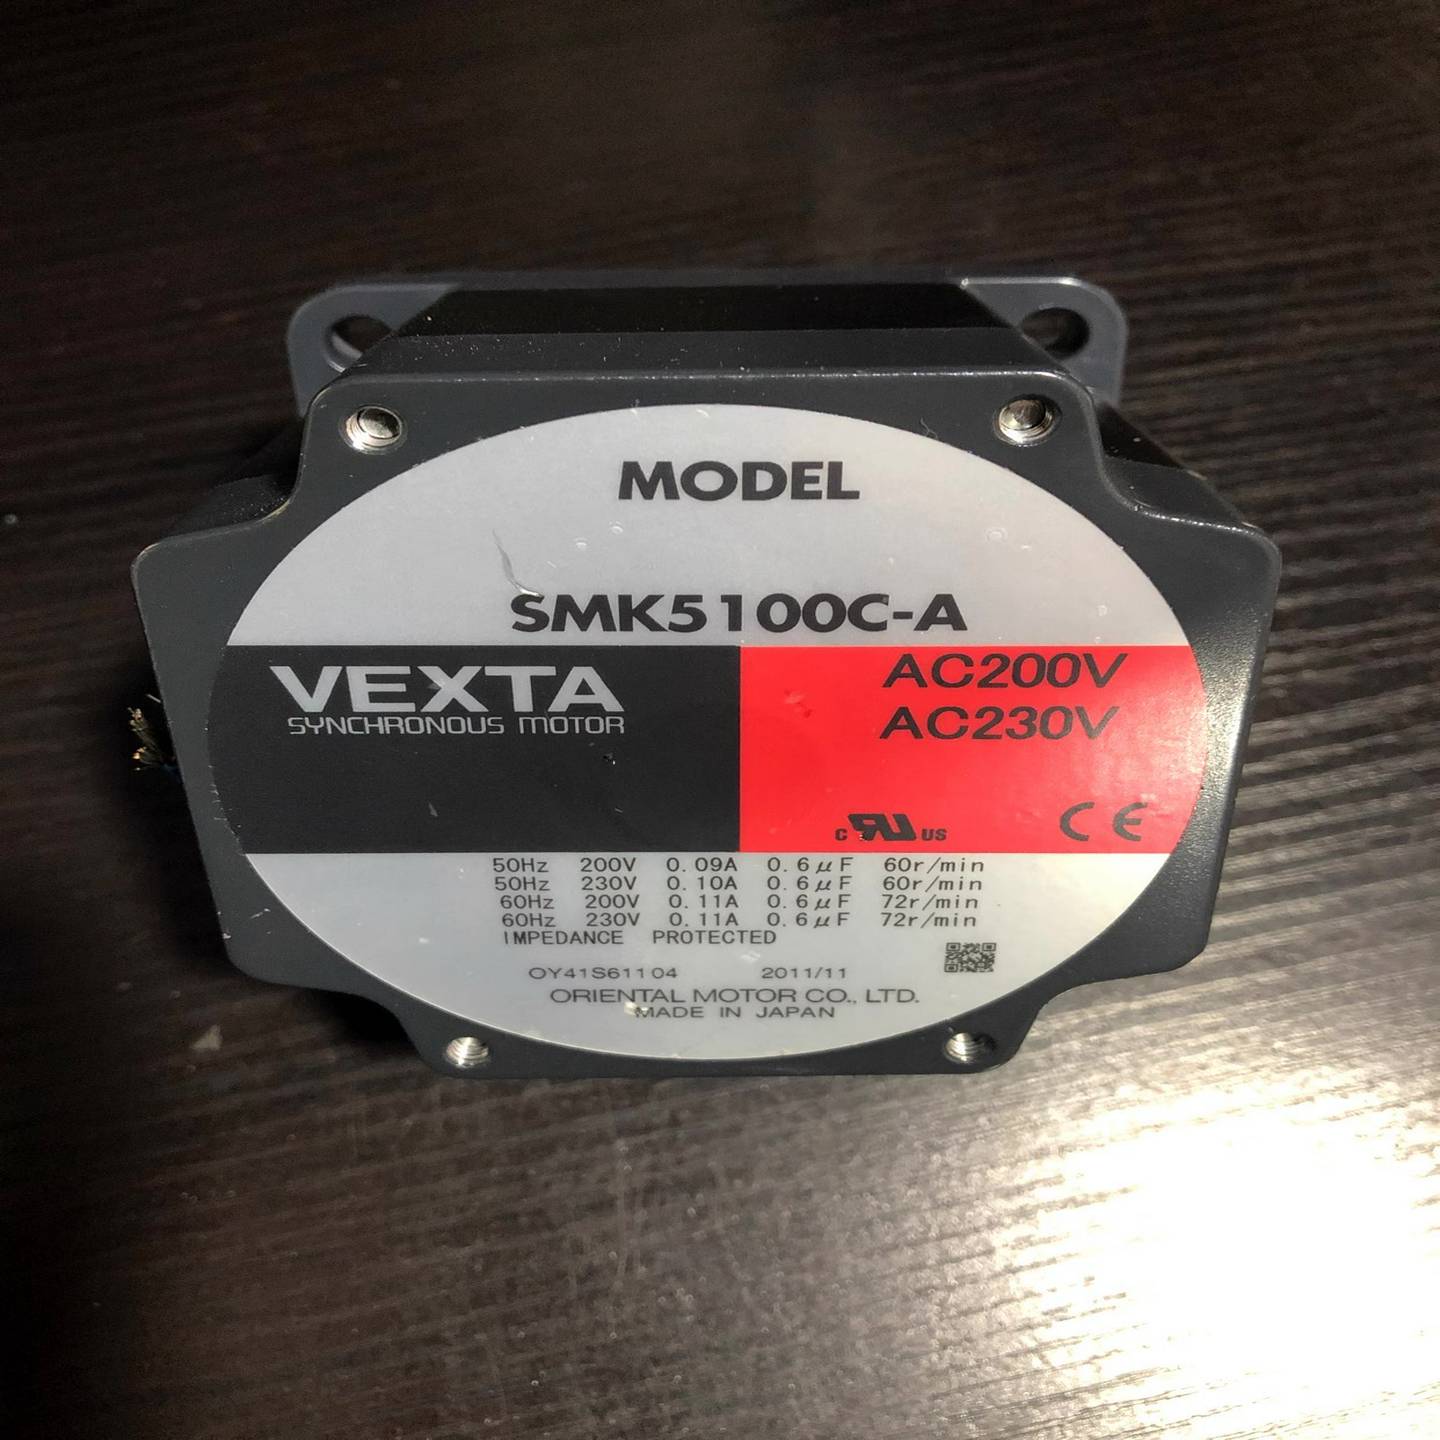 MODEL
SMK5100C-A
VEXTA
SYNCHRONOUS MOTOR
AC200V
AC230V
c RU US
CE
50Hz 200V 0.09A 0.6μF 60r/min
50Hz 230V 0.10A 0.6μF 60r/min
60Hz 200V 0.11A 0.6μF 72r/min
60Hz 230V 0.11A 0.6μF 72r/min
IMPEDANCE PROTECTED
OY41S61104 2011/11
ORIENTAL MOTOR CO., LTD.
MADE IN JAPAN